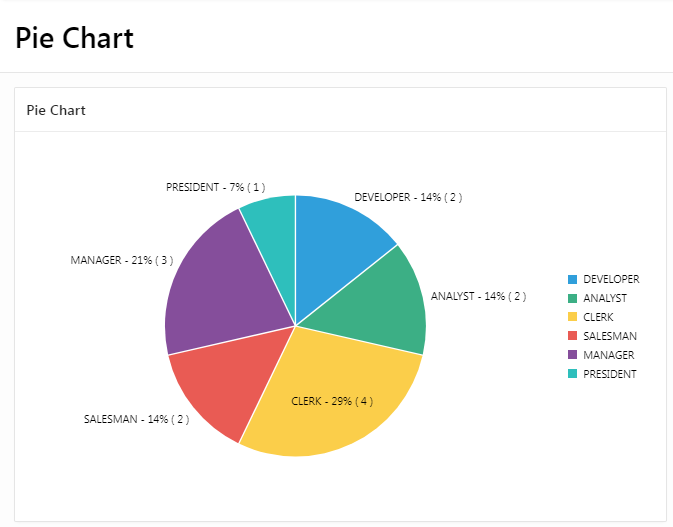 Pie Chart
Pie Chart
PRESIDENT - 7% ( 1 )
DEVELOPER - 14% ( 2 )
MANAGER - 21% ( 3 )
ANALYST - 14% ( 2 )
CLERK - 29% ( 4 )
SALESMAN - 14% ( 2 )
DEVELOPER
ANALYST
CLERK
SALESMAN
MANAGER
PRESIDENT